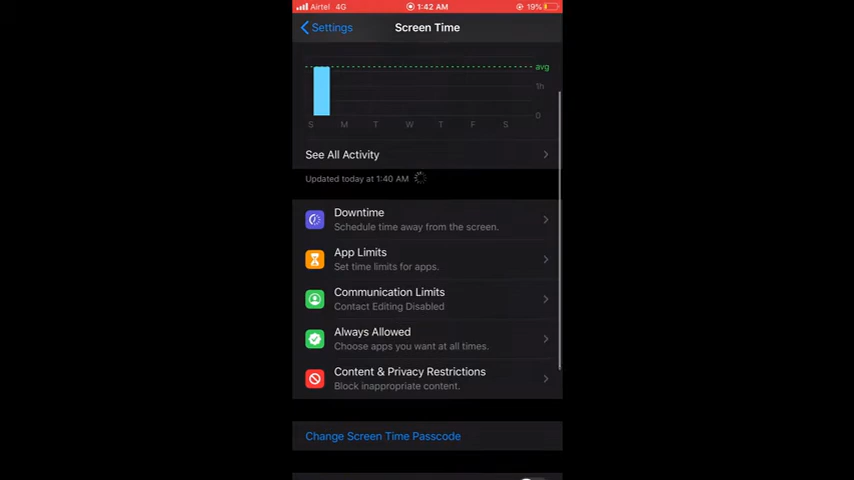 Airtel 4G 1:42 AM 19%
Settings Screen Time
avg
1h
0
S M T W T F S
See All Activity
Updated today at 1:40 AM
Downtime
Schedule time away from the screen.
App Limits
Set time limits for apps.
Communication Limits
Contact Editing Disabled
Always Allowed
Choose apps you want at all times.
Content & Privacy Restrictions
Block inappropriate content.
Change Screen Time Passcode